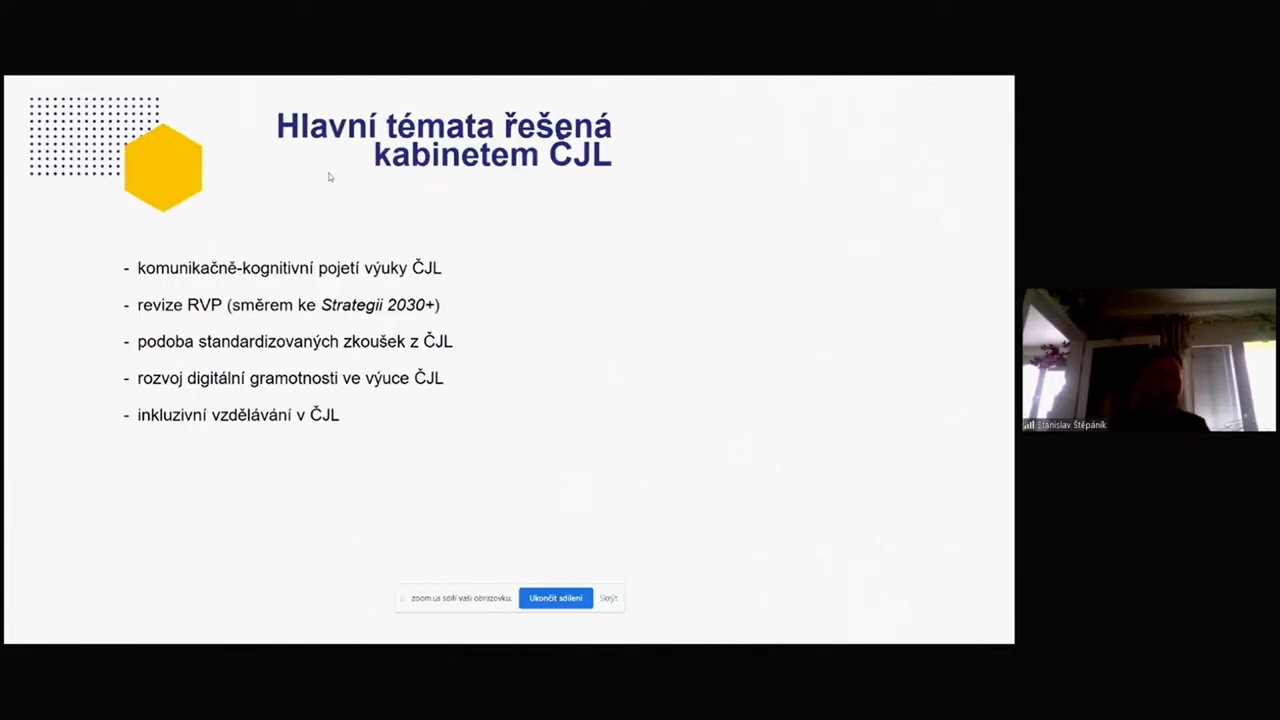 Hlavní témata řešená
kabinetem ČJL
- komunikačně-kognitivní pojetí výuky ČJL
- revize RVP (směrem ke Strategii 2030+)
- podoba standardizovaných zkoušek z ČJL
- rozvoj digitální gramotnosti ve výuce ČJL
- inkluzivní vzdělávání v ČJL
Stanislav Štěpáník
zoom.us sdílí vaši obrazovku. Ukončit sdílení Skrýt